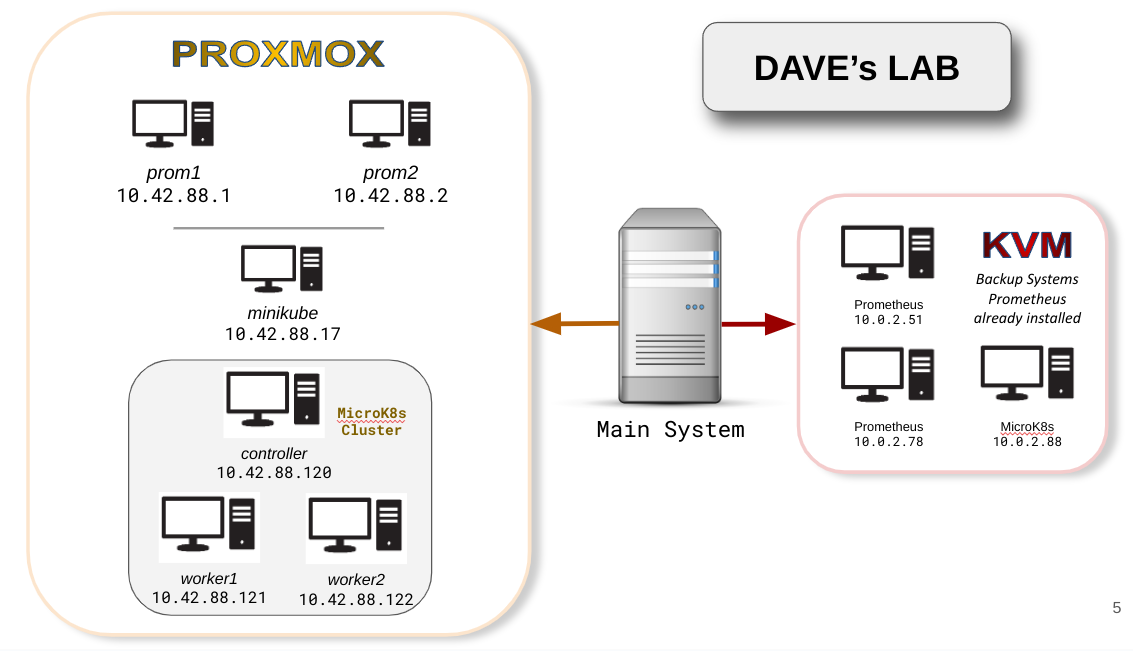 PROXMOX
DAVE’s LAB
prom1
10.42.88.1
prom2
10.42.88.2
minikube
10.42.88.17
MicroK8s
Cluster
controller
10.42.88.120
worker1
10.42.88.121
worker2
10.42.88.122
Main System
KVM
Backup Systems
Prometheus
already installed
Prometheus
10.0.2.51
Prometheus
10.0.2.78
MicroK8s
10.0.2.88
5